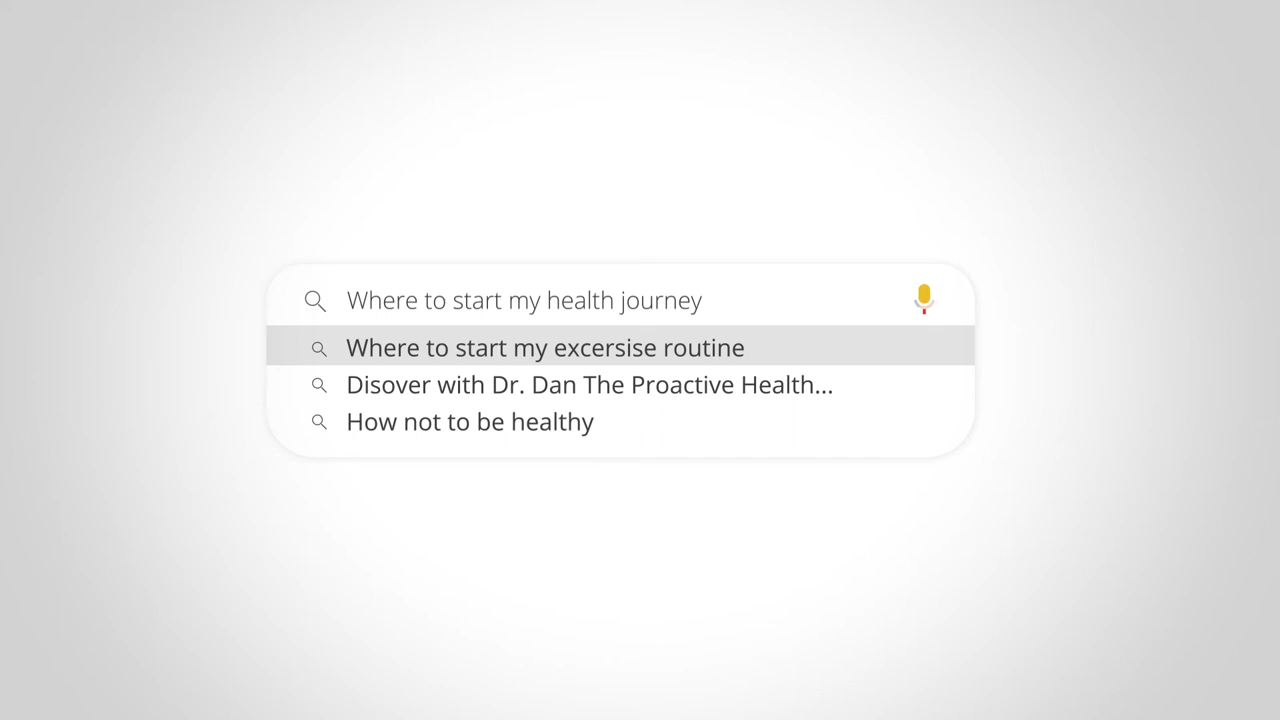 Where to start my health journey
Where to start my excersise routine
Disover with Dr. Dan The Proactive Health...
How not to be healthy